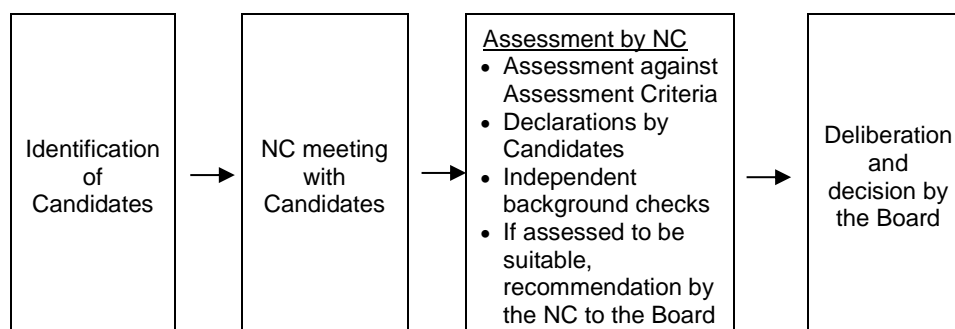 Identification
of
Candidates
NC meeting
with
Candidates
Assessment by NC
• Assessment against
Assessment Criteria
• Declarations by
Candidates
• Independent
background checks
• If assessed to be
suitable,
recommendation by
the NC to the Board
Deliberation
and
decision by
the Board